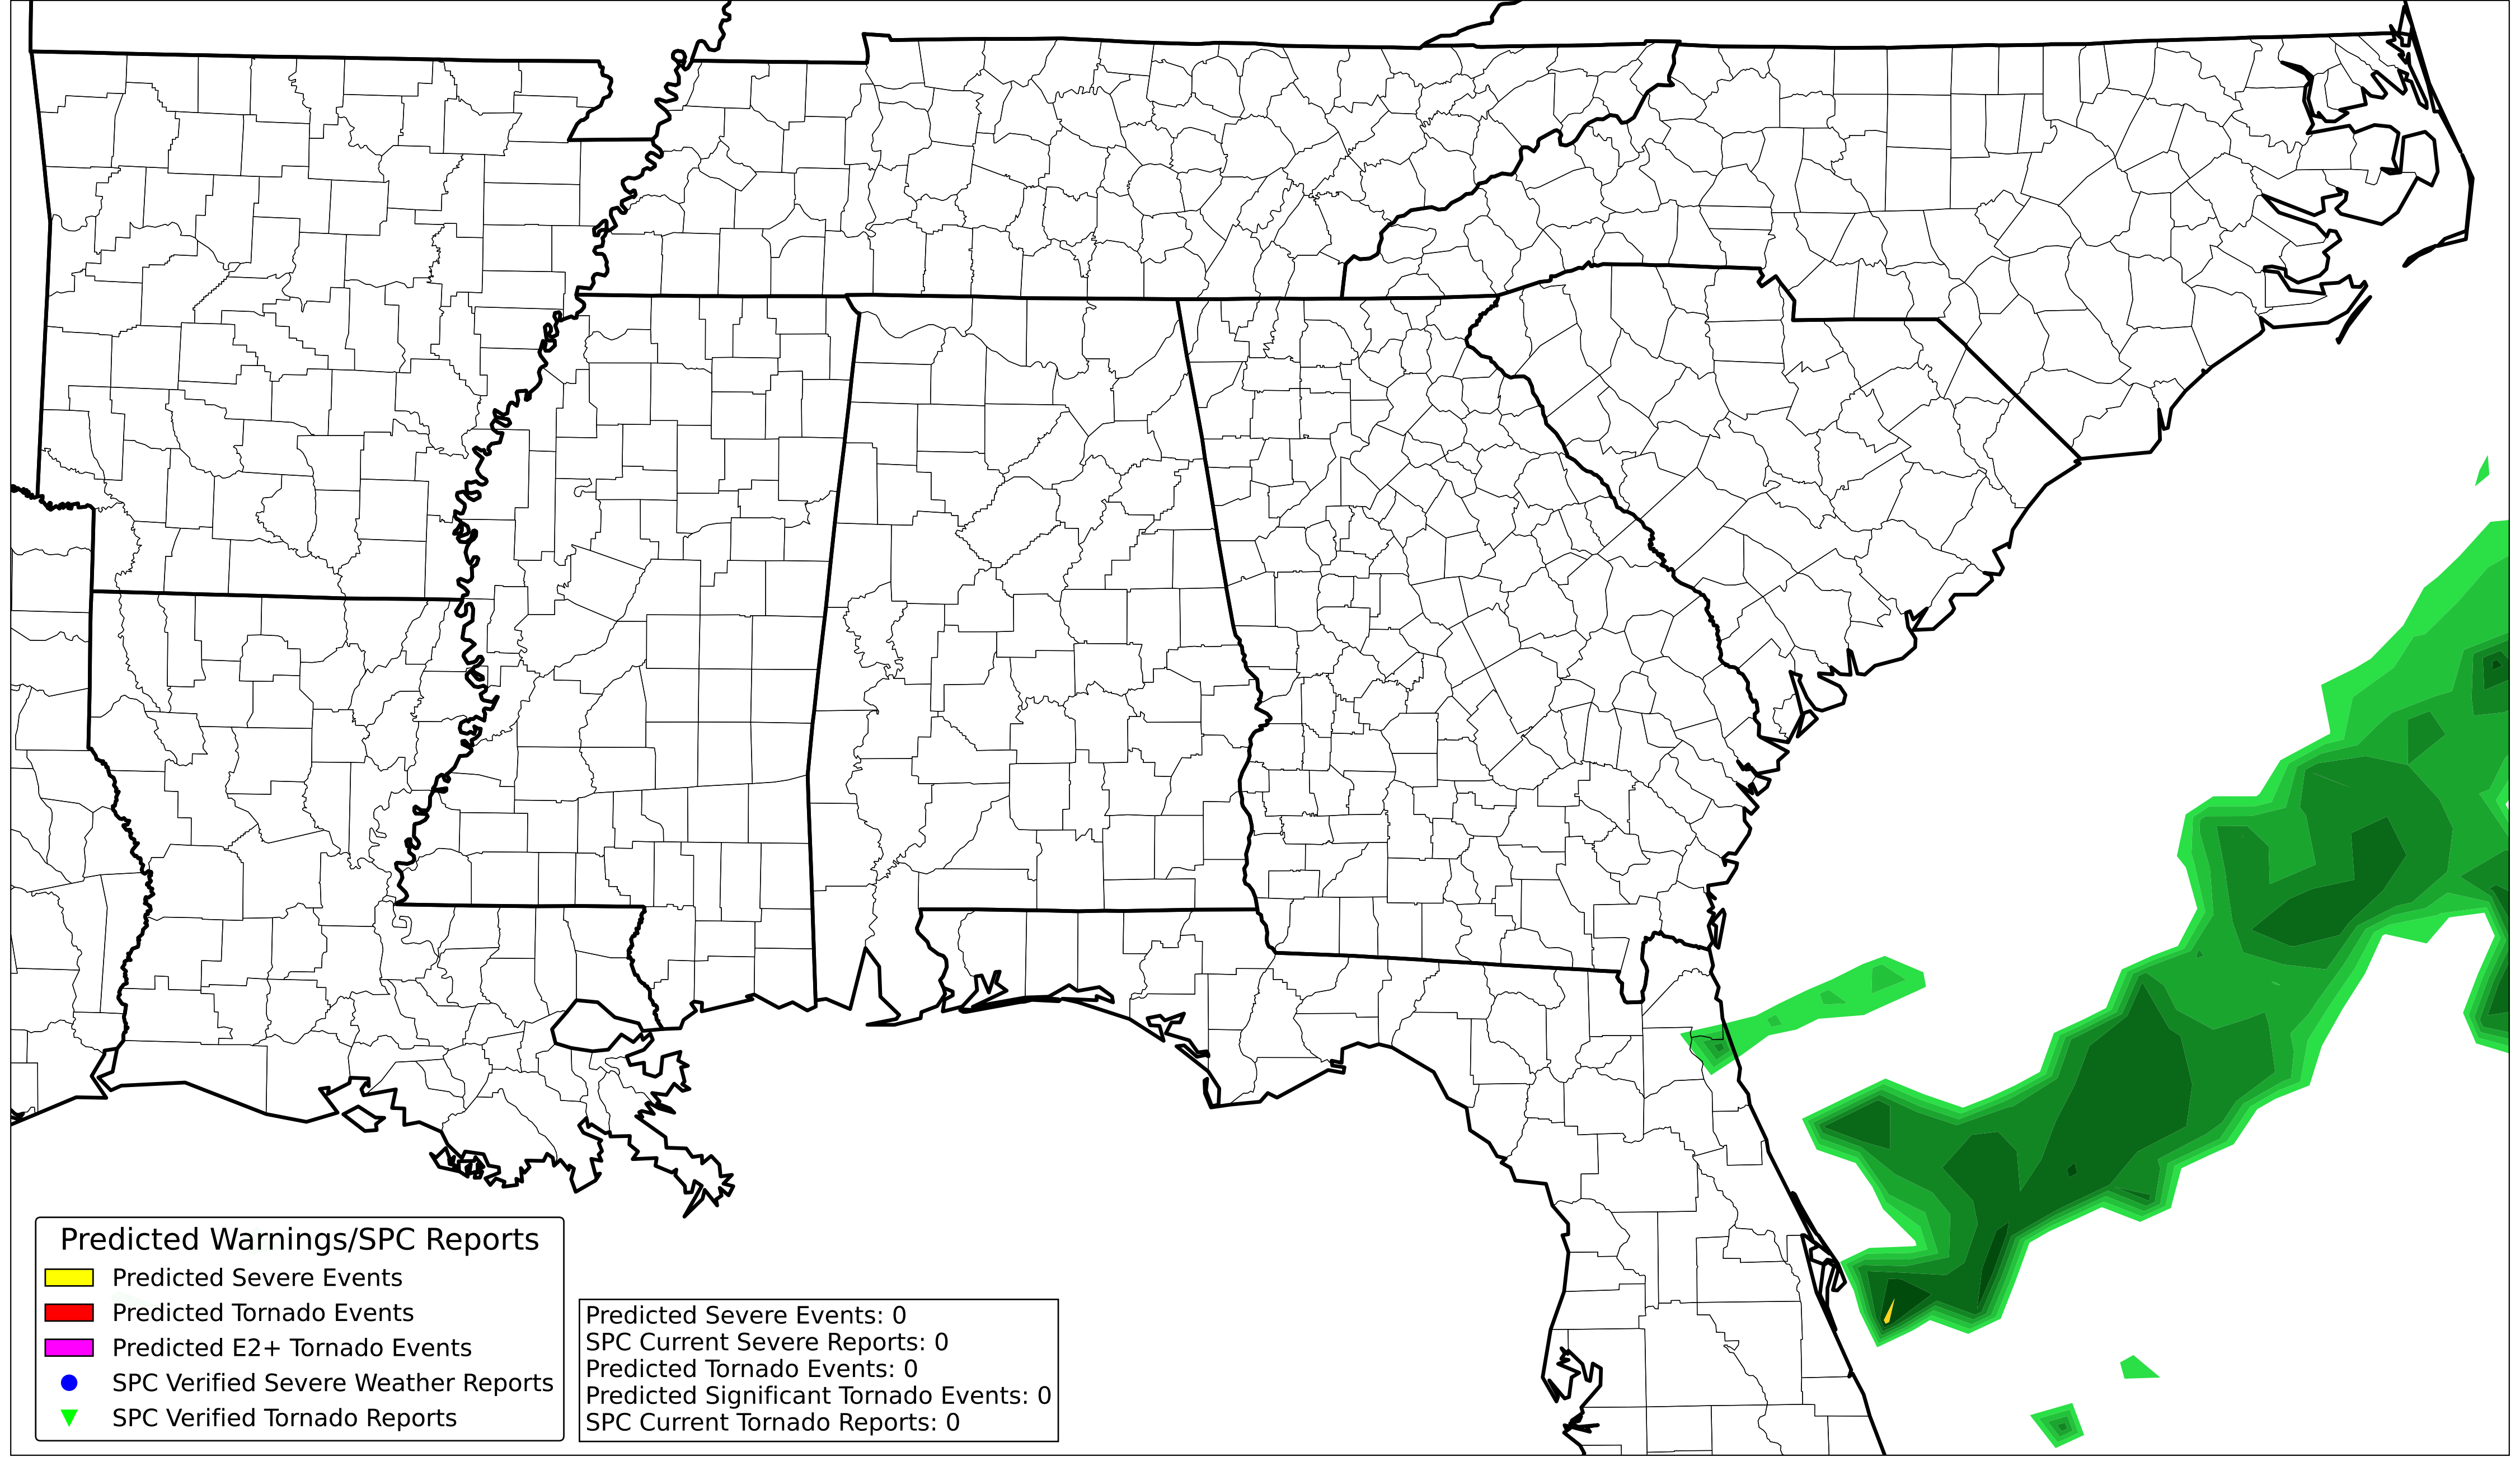 Predicted Warnings/SPC Reports
Predicted Severe Events
Predicted Tornado Events
Predicted E2+ Tornado Events
SPC Verified Severe Weather Reports
SPC Verified Tornado Reports
Predicted Severe Events: 0
SPC Current Severe Reports: 0
Predicted Tornado Events: 0
Predicted Significant Tornado Events: 0
SPC Current Tornado Reports: 0